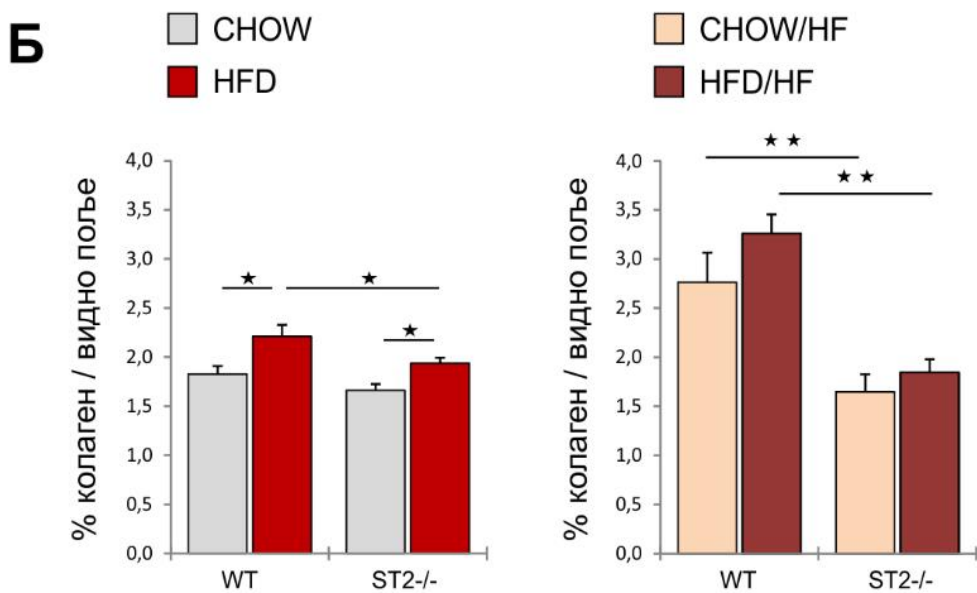 Б
CHOW
HFD
% колаген / видно поље
4,0
3,5
3,0
2,5
2,0
1,5
1,0
0,5
0,0
★
★
★
WT
ST2-/-
CHOW/HF
HFD/HF
% колаген / видно поље
4,0
3,5
3,0
2,5
2,0
1,5
1,0
0,5
0,0
★ ★
★ ★
WT
ST2-/-